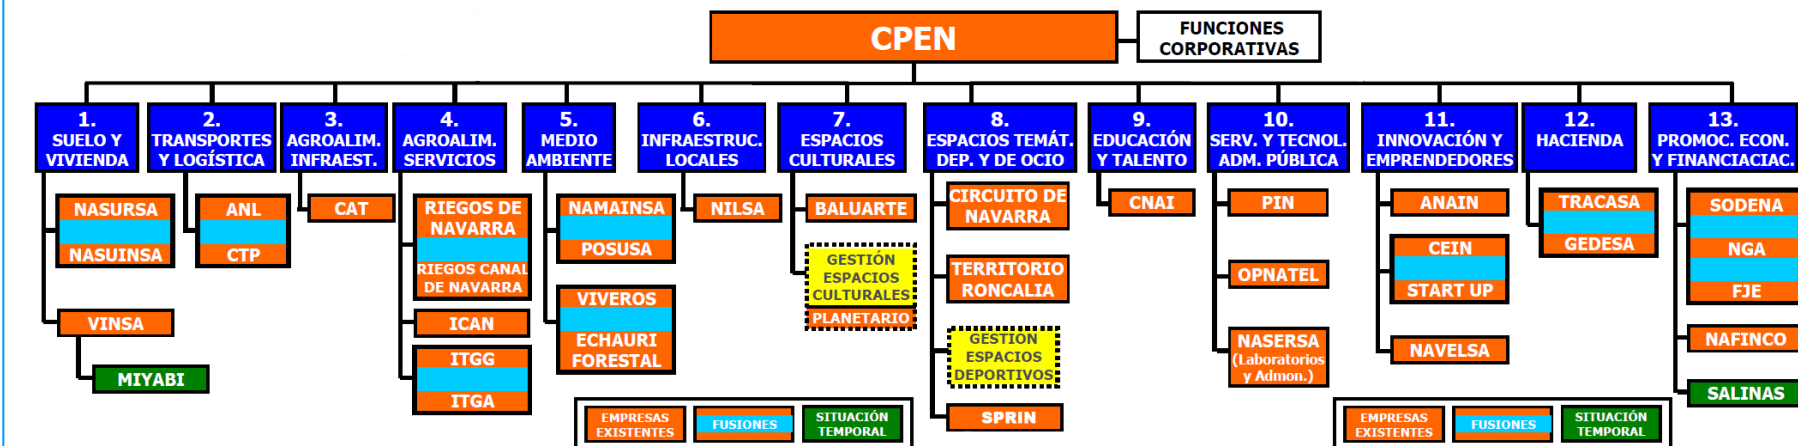 CPEN
FUNCIONES
CORPORATIVAS
1.
SUELO Y
VIVIENDA
2.
TRANSPORTES
Y LOGÍSTICA
3.
AGROALIM.
INFRAEST.
4.
AGROALIM.
SERVICIOS
5.
MEDIO
AMBIENTE
6.
INFRAESTRUC.
LOCALES
7.
ESPACIOS
CULTURALES
8.
ESPACIOS TEMÁT.
DEP. Y DE OCIO
9.
EDUCACIÓN
Y TALENTO
10.
SERV. Y TECNOL.
ADM. PÚBLICA
11.
INNOVACIÓN Y
EMPRENDEDORES
12.
HACIENDA
13.
PROMOC. ECON.
Y FINANCIACIAC.
NASURSA
NASUINSA
VINSA
MIYABI
ANL
CTP
CAT
RIEGOS DE
NAVARRA
RIEGOS CANAL
DE NAVARRA
ICAN
ITGG
ITGA
NAMAINSA
POSUSA
VIVEROS
ECHAURI
FORESTAL
NILSA
BALUARTE
GESTIÓN
ESPACIOS
CULTURALES
PLANETARIO
CIRCUITO DE
NAVARRA
TERRITORIO
RONCALIA
GESTIÓN
ESPACIOS
DEPORTIVOS
SPRIN
CNAI
PIN
OPNATEL
NASERSA
(Laboratorios
y Admon.)
ANAIN
CEIN
START UP
NAVELSA
TRACASA
GEDESA
SODENA
NGA
FJE
NAFINCO
SALINAS
EMPRESAS
EXISTENTES
FUSIONES
SITUACIÓN
TEMPORAL
EMPRESAS
EXISTENTES
FUSIONES
SITUACIÓN
TEMPORAL